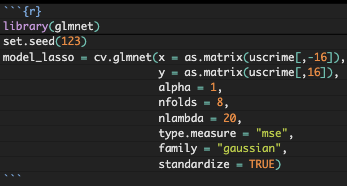 ```{r}
library(glmnet)
set.seed(123)
model_lasso = cv.glmnet(x = as.matrix(uscrime[,-16]),
y = as.matrix(uscrime[,16]),
alpha = 1,
nfolds = 8,
nlambda = 20,
type.measure = "mse",
family = "gaussian",
standardize = TRUE)
```